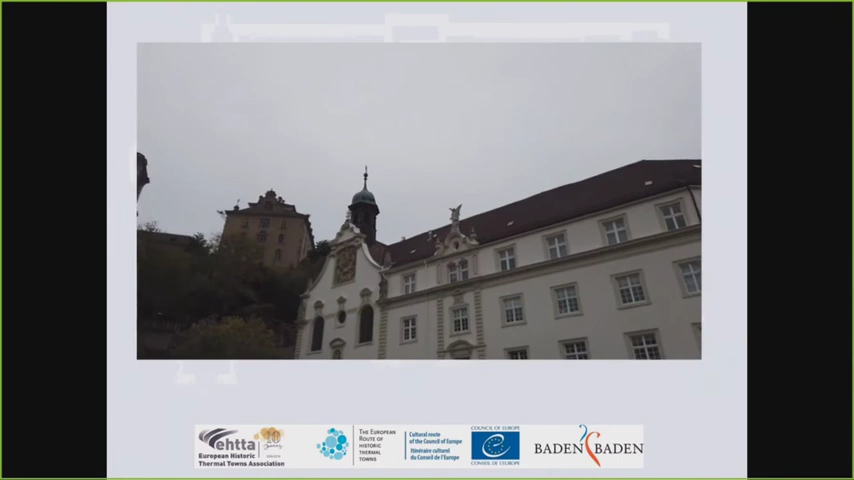 ehtta
European Historic
Thermal Towns Association
THE EUROPEAN
ROUTE OF
HISTORIC
THERMAL
TOWNS
Cultural route
of the Council of Europe
Itinéraire culturel
du Conseil de l'Europe
COUNCIL OF EUROPE
CONSEIL DE L'EUROPE
BADEN BADEN